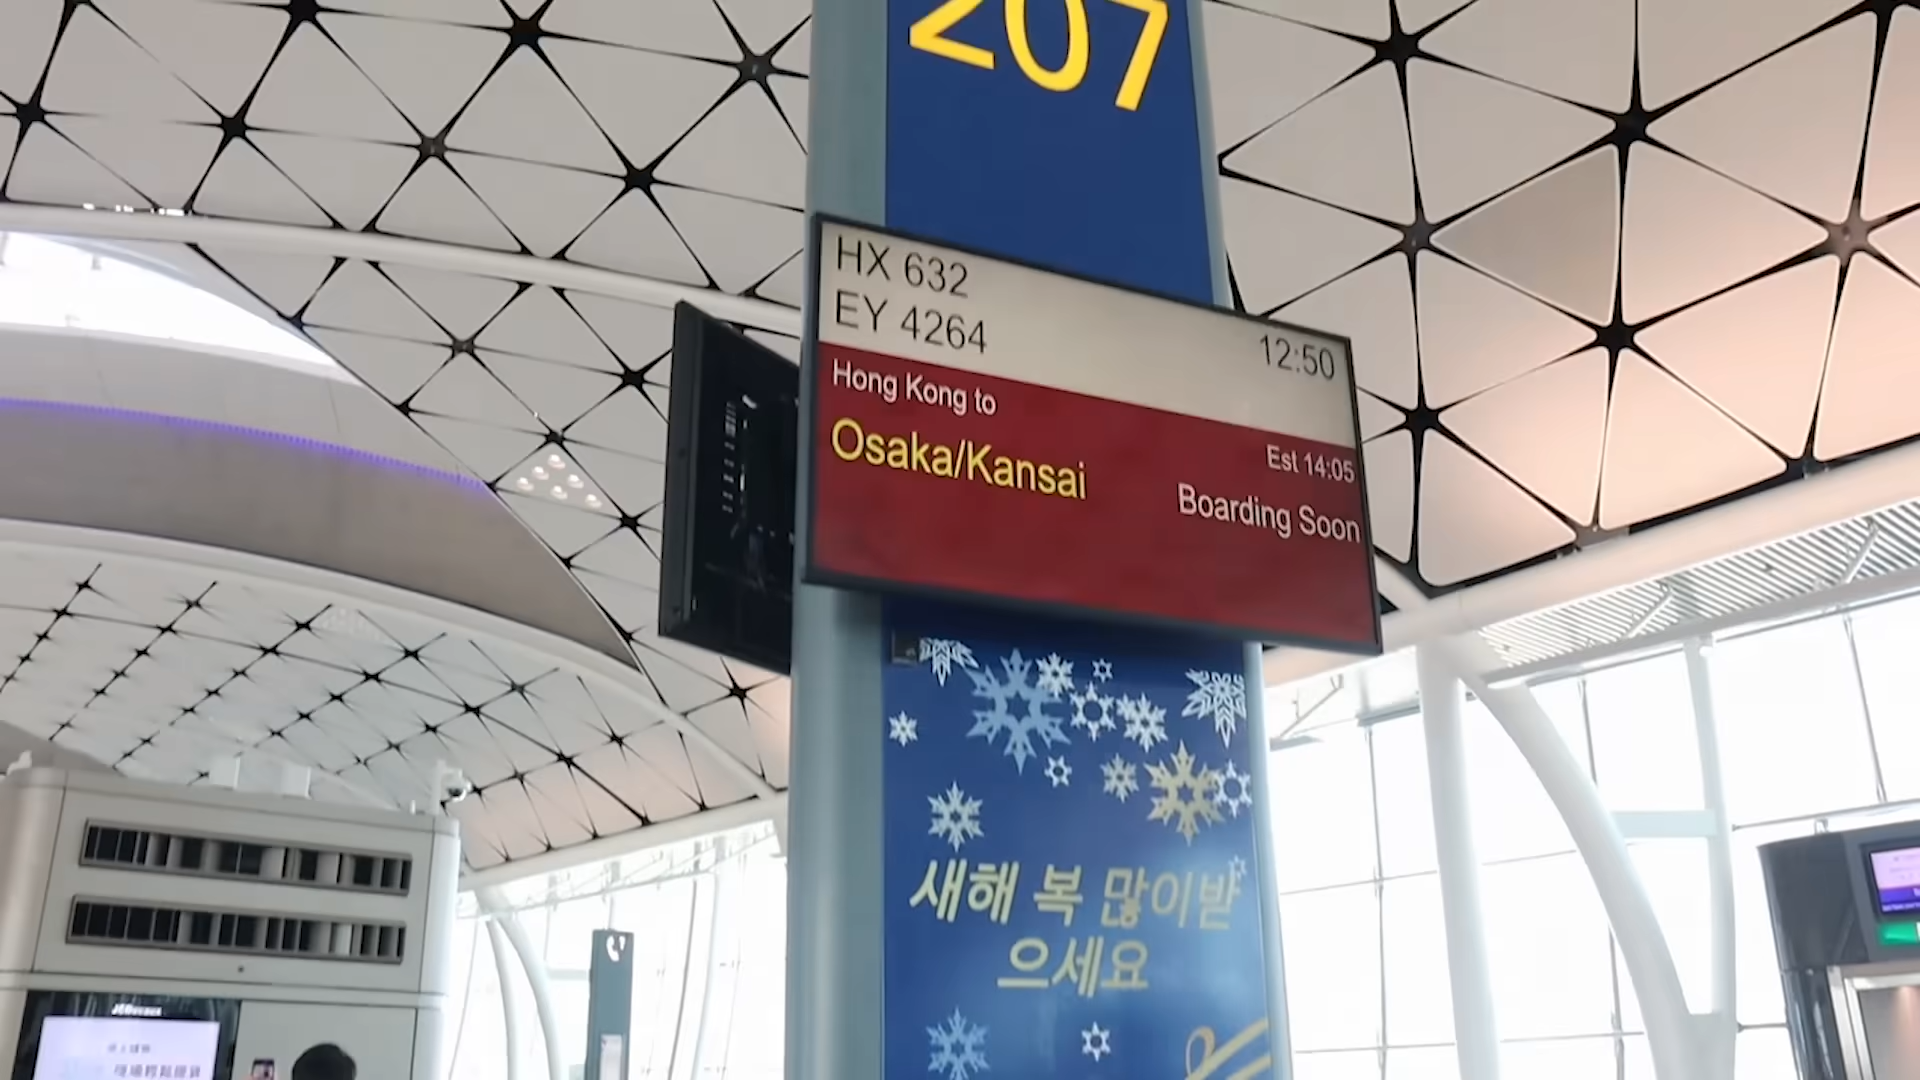 207
HX 632
EY 4264
12:50
Hong Kong to
Est 14:05
Osaka/Kansai
Boarding Soon
새해 복 많이받
으세요
JCDecaux